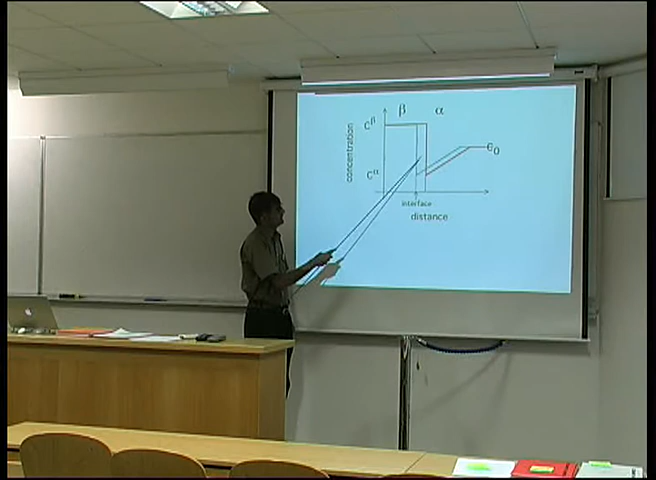 β α
C^β
concentration
C^α
C₀
interface
distance